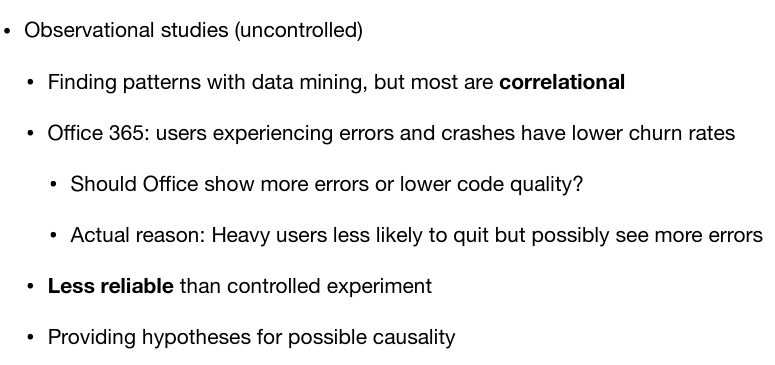 • Observational studies (uncontrolled)
• Finding patterns with data mining, but most are correlational
• Office 365: users experiencing errors and crashes have lower churn rates
• Should Office show more errors or lower code quality?
• Actual reason: Heavy users less likely to quit but possibly see more errors
• Less reliable than controlled experiment
• Providing hypotheses for possible causality